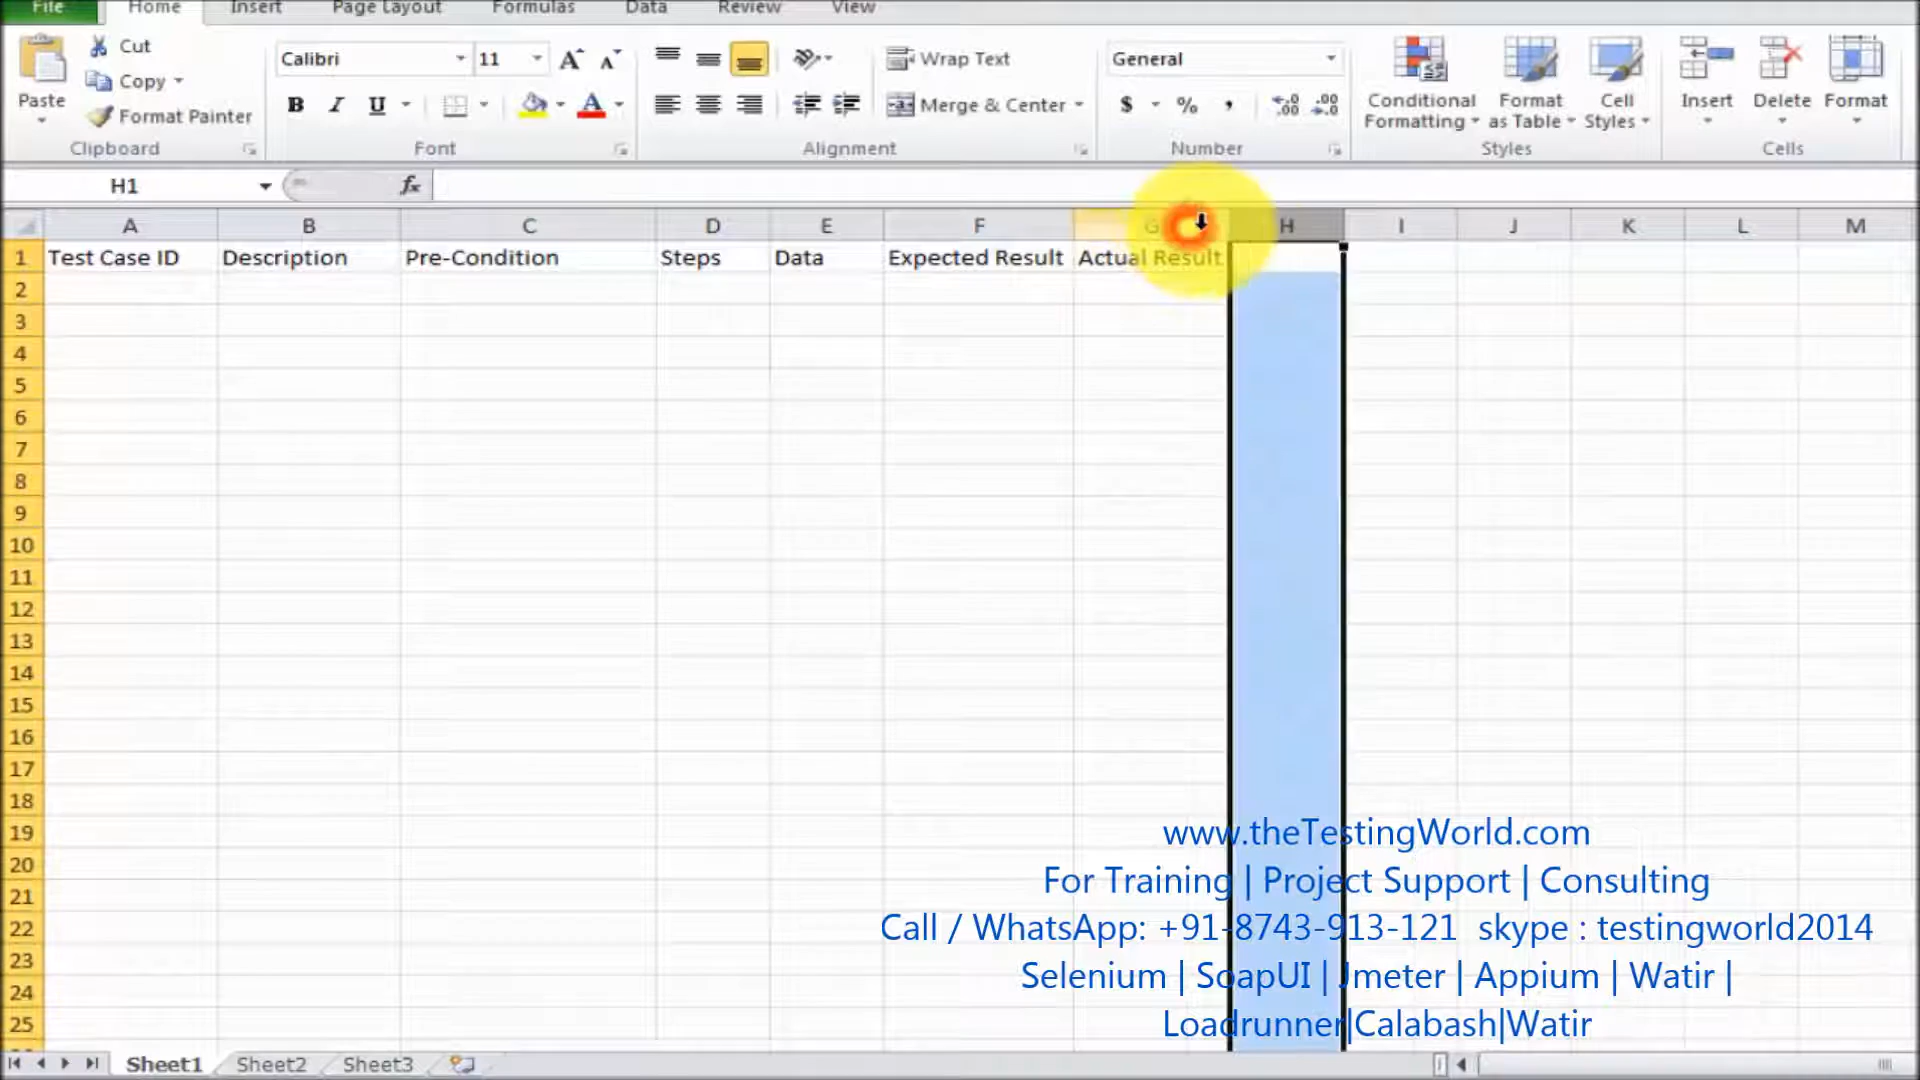 File Home Insert Page Layout Formulas Data Review View
Cut
Copy
Format Painter
Paste
Clipboard
Calibri 11
B I U
Font
Wrap Text
Merge & Center
Alignment
General
$ % ,
Number
Conditional Formatting
Format as Table
Cell Styles
Styles
Insert Delete Format
Cells
H1 fx
A B C D E F G H I J K L M
1 Test Case ID Description Pre-Condition Steps Data Expected Result Actual Result
2
3
4
5
6
7
8
9
10
11
12
13
14
15
16
17
18
19
20
21
22
23
24
25
www.theTestingWorld.com
For Training | Project Support | Consulting
Call / WhatsApp: +91-8743-913-121 skype : testingworld2014
Selenium | SoapUI | Jmeter | Appium | Watir |
Loadrunner|Calabash|Watir
Sheet1 Sheet2 Sheet3